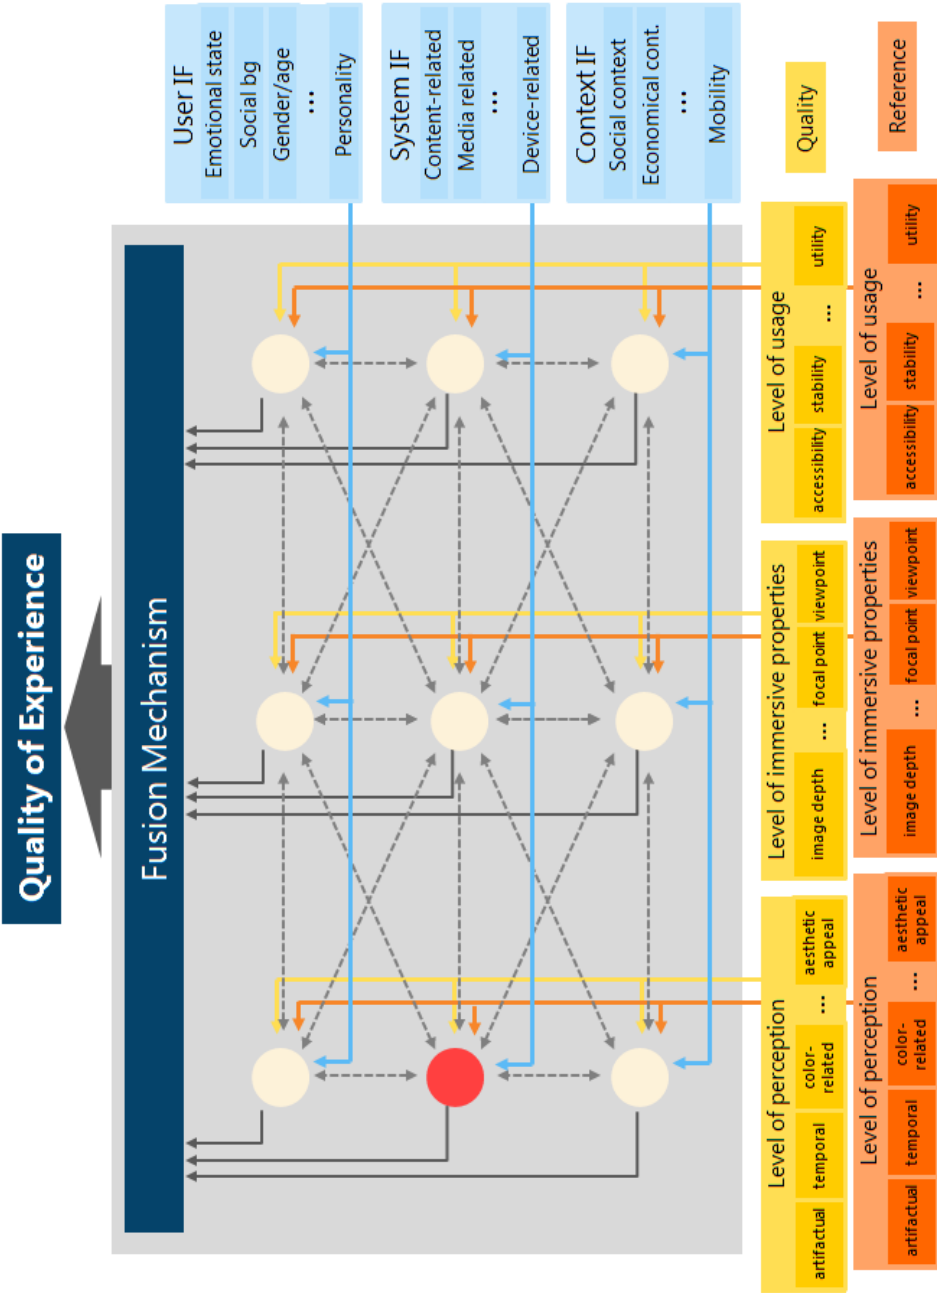 Quality of Experience
Fusion Mechanism
User IF
Emotional state
Social bg
Gender/age
...
Personality
System IF
Content-related
Media related
...
Device-related
Context IF
Social context
Economical cont.
...
Mobility
Level of perception
artifactual
temporal
color-
related
...
aesthetic
appeal
Level of immersive properties
image depth
...
focal point
viewpoint
Level of usage
accessibility
stability
...
utility
Quality
Level of perception
artifactual
temporal
color-
related
...
aesthetic
appeal
Level of immersive properties
image depth
...
focal point
viewpoint
Level of usage
accessibility
stability
...
utility
Reference